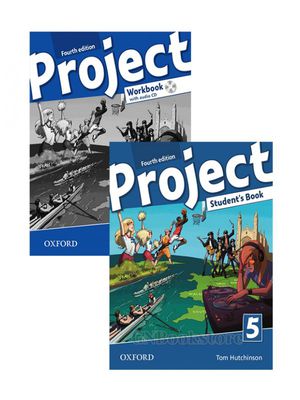 Fourth edition
Project
Workbook
with audio CD
OXFORD
Fourth edition
Project
Student's Book
5
OXFORD
Tom Hutchinson